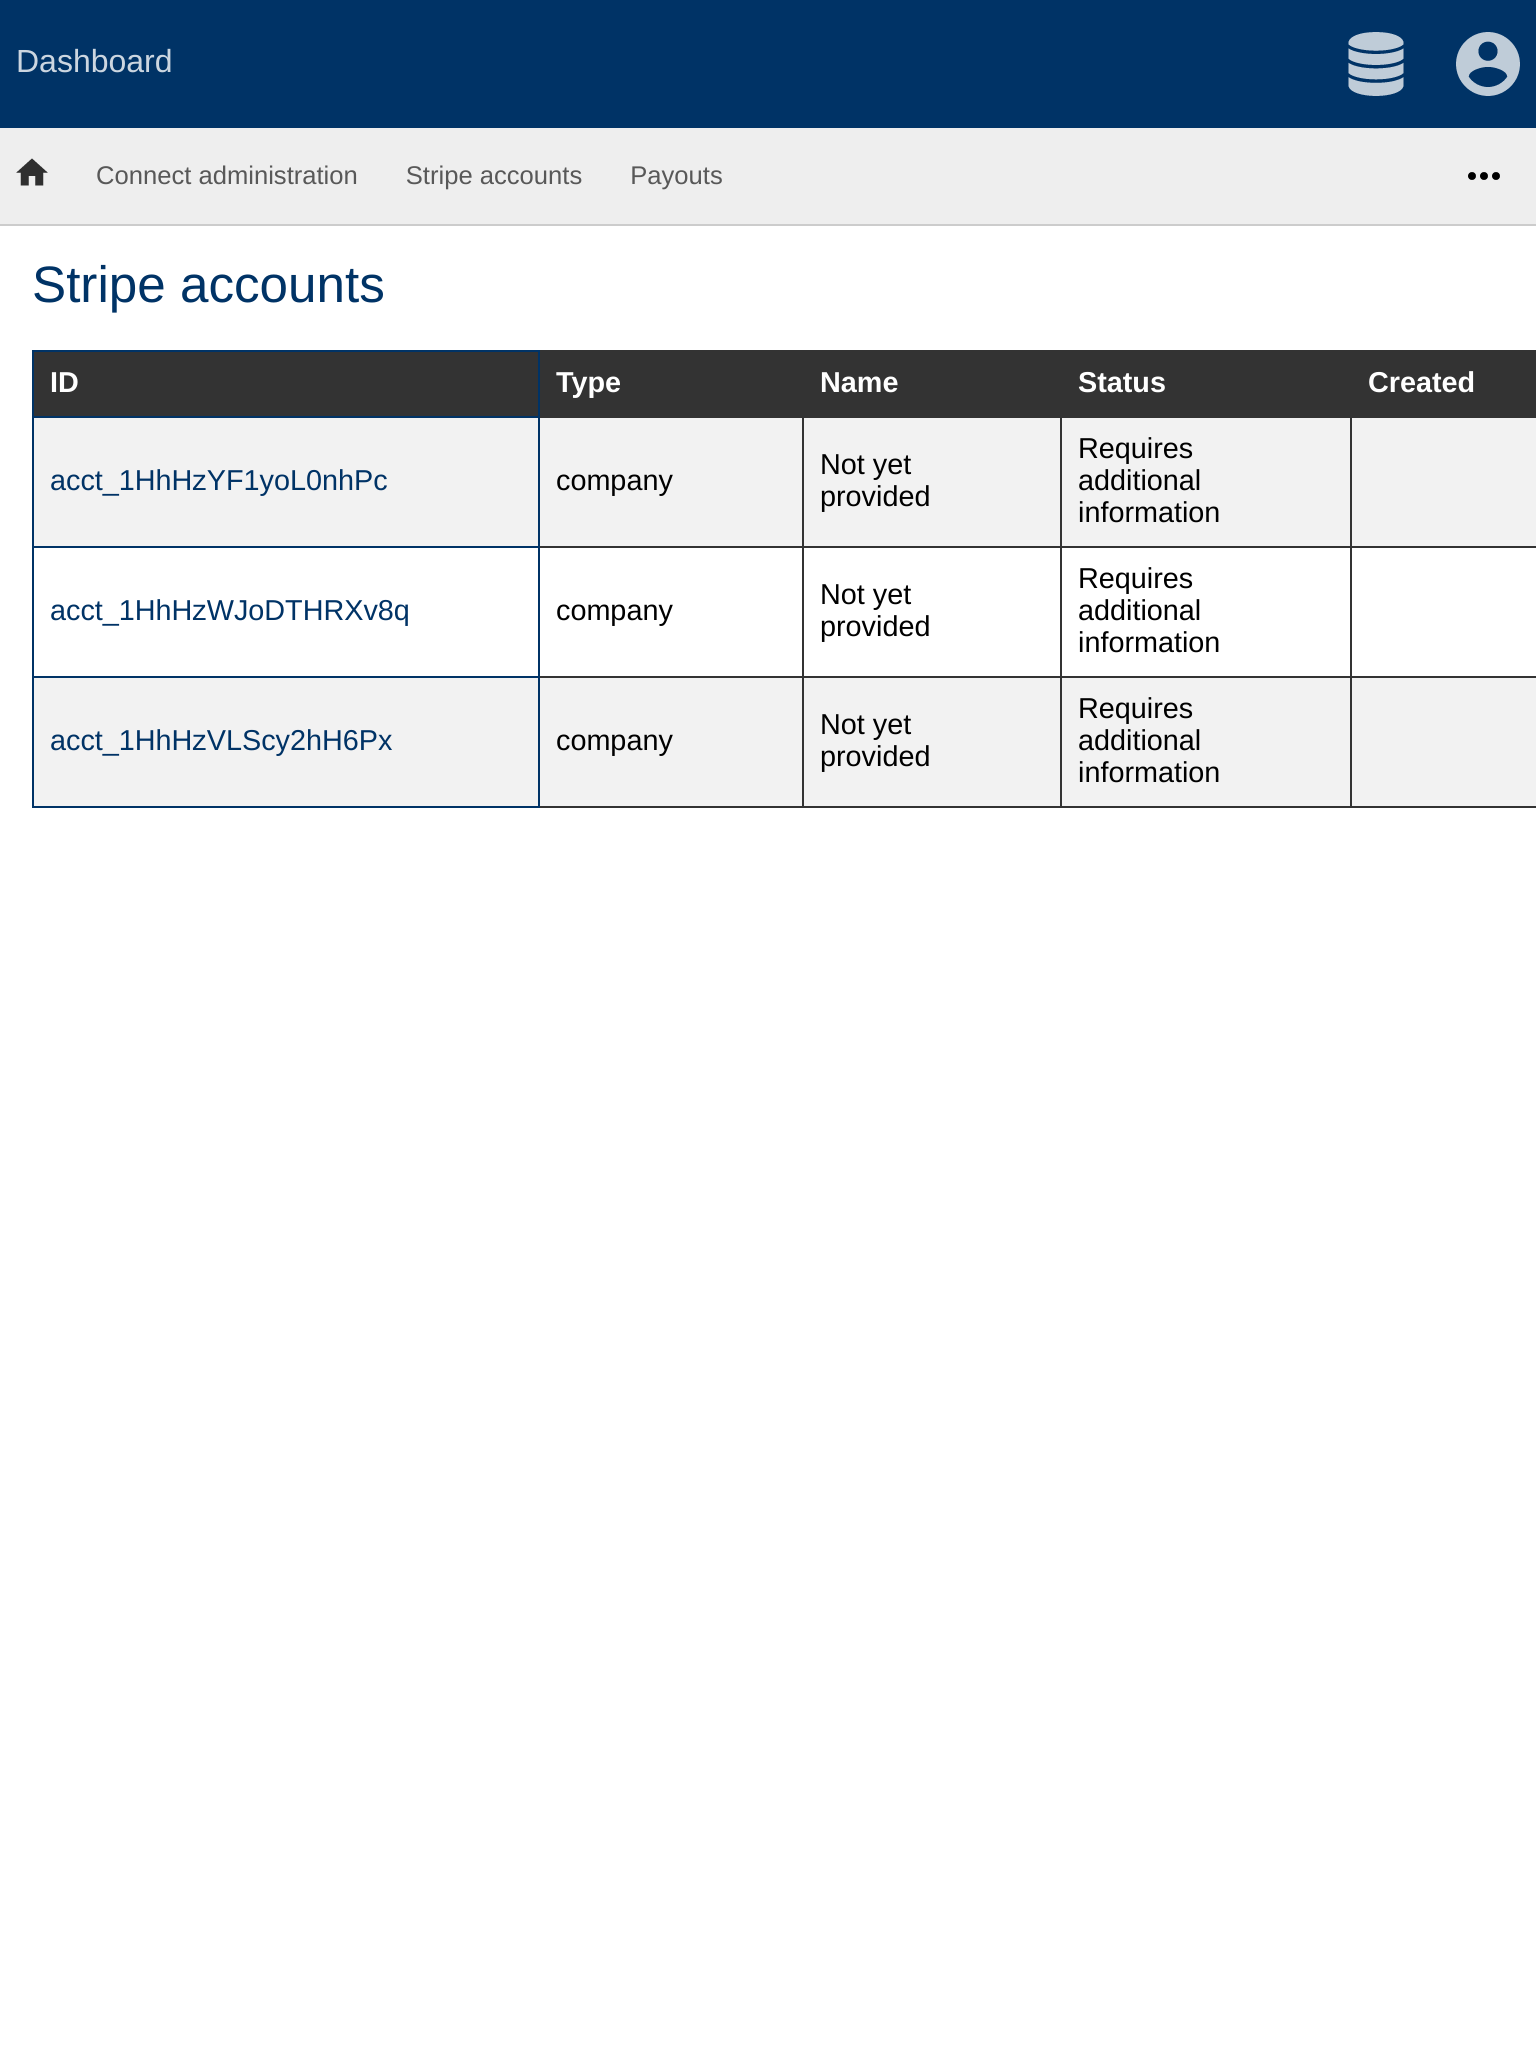 Dashboard
Connect administration Stripe accounts Payouts
Stripe accounts
ID Type Name Status Created
acct_1HhHzYF1yoL0nhPc company Not yet provided Requires additional information
acct_1HhHzWJoDTHRXv8q company Not yet provided Requires additional information
acct_1HhHzVLScy2hH6Px company Not yet provided Requires additional information